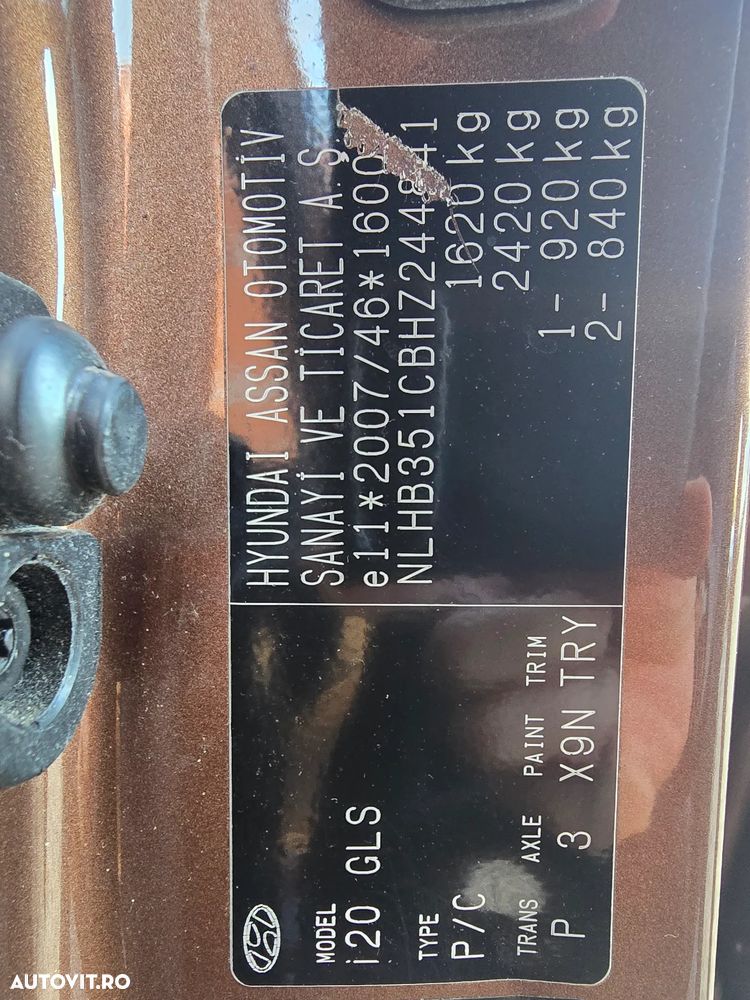 HYUNDAI ASSAN OTOMOTİV
SANAYİ VE TİCARET A.Ş
e11*2007/46*1600
NLHB351CBHZ244841
1620 kg
2420 kg
1- 920 kg
2- 840 kg
MODEL
i20 GLS
TYPE
P/C
TRANS AXLE PAINT TRIM
P 3 X9N TRY
AUTOVIT.RO